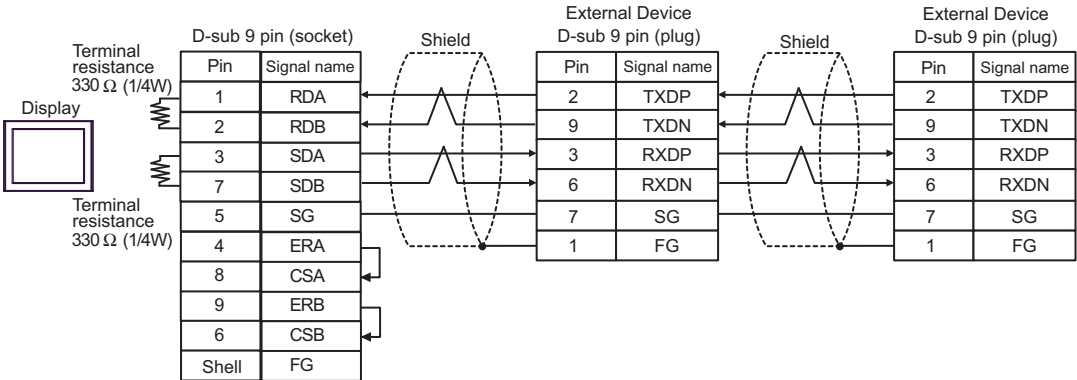 External Device
External Device
D-sub 9 pin (socket)
Shield
D-sub 9 pin (plug)
Shield
D-sub 9 pin (plug)
Terminal
resistance
330 Ω (1/4W)
Display
Terminal
resistance
330 Ω (1/4W)
Pin Signal name
1 RDA
2 RDB
3 SDA
7 SDB
5 SG
4 ERA
8 CSA
9 ERB
6 CSB
Shell FG
Pin Signal name
2 TXDP
9 TXDN
3 RXDP
6 RXDN
7 SG
1 FG
Pin Signal name
2 TXDP
9 TXDN
3 RXDP
6 RXDN
7 SG
1 FG